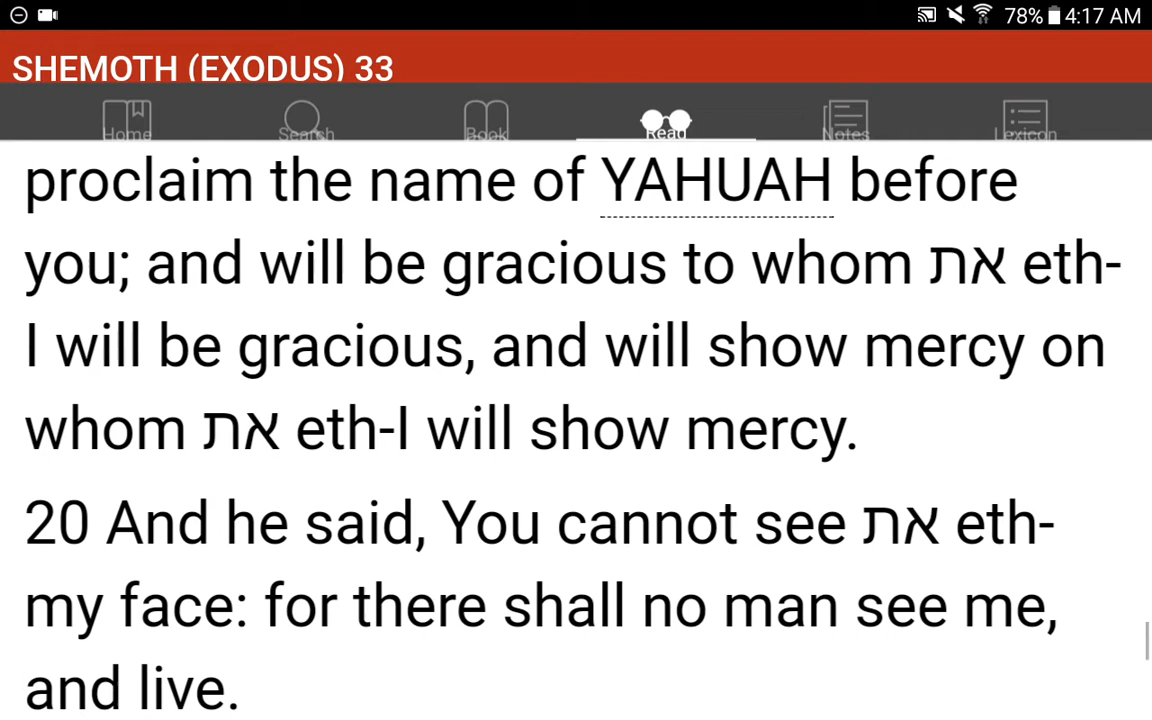 78% 4:17 AM
SHEMOTH (EXODUS) 33
Home Search Book Read Notes Lexicon
proclaim the name of YAHUAH before
you; and will be gracious to whom את eth-
I will be gracious, and will show mercy on
whom את eth-I will show mercy.
20 And he said, You cannot see את eth-
my face: for there shall no man see me,
and live.